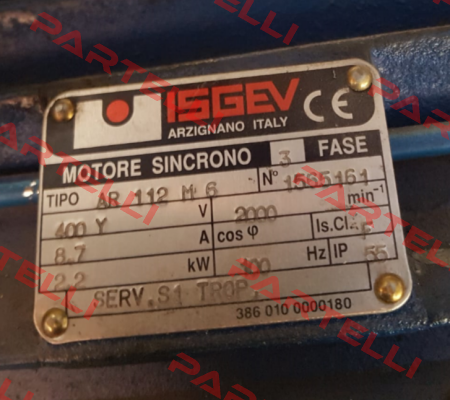 ISGEV CE
ARZIGNANO ITALY
MOTORE SINCRONO 3 FASE
TIPO AR 112 M 6 N° 1565161
400 Y V 2000 min-1
8.7 A cos φ Is.Cl. F
2.2 kW 100 Hz IP 55
SERV.S1 TROP.
386 010 0000180
PARTELLI